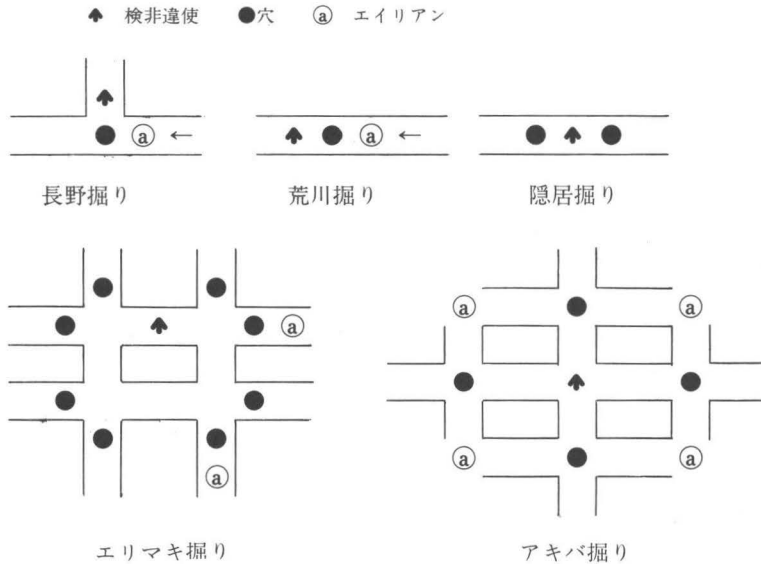 検非違使 ●穴 ⓐ エイリアン
ⓐ ←
ⓐ ←
長野掘り 荒川掘り 隠居掘り
ⓐ
ⓐ ⓐ
ⓐ ⓐ
ⓐ
エリマキ掘り アキバ掘り